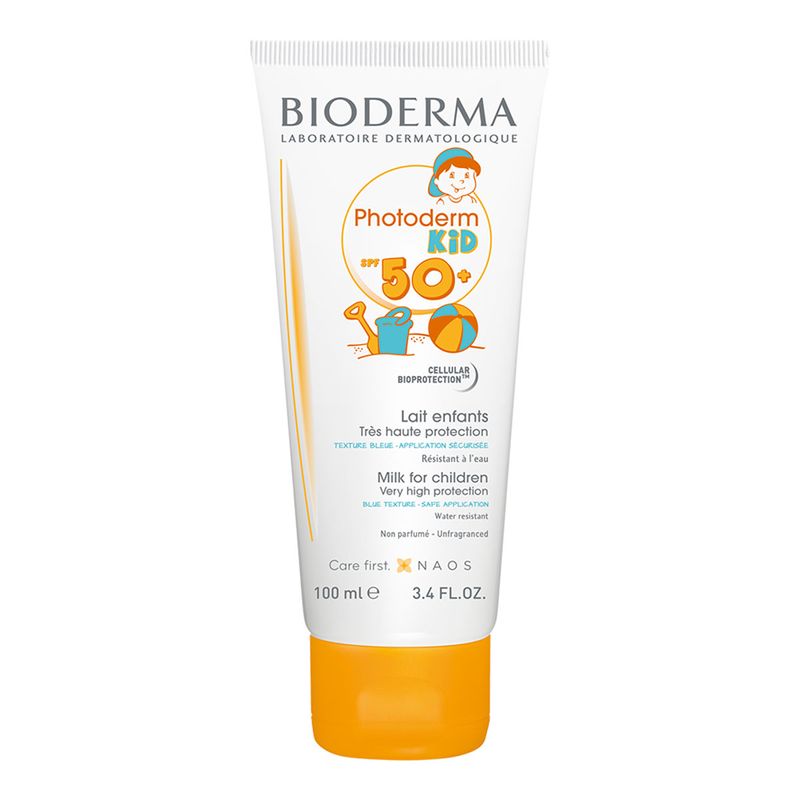 BIODERMA
LABORATOIRE DERMATOLOGIQUE
Photoderm
KiD
SPF 50+
CELLULAR
BIOPROTECTION™
Lait enfants
Très haute protection
TEXTURE BLEUE - APPLICATION SÉCURISÉE
Résistant à l'eau
Milk for children
Very high protection
BLUE TEXTURE - SAFE APPLICATION
Water resistant
Non parfumé - Unfragranced
Care first. NAOS
100 ml ℮ 3.4 FL.OZ.